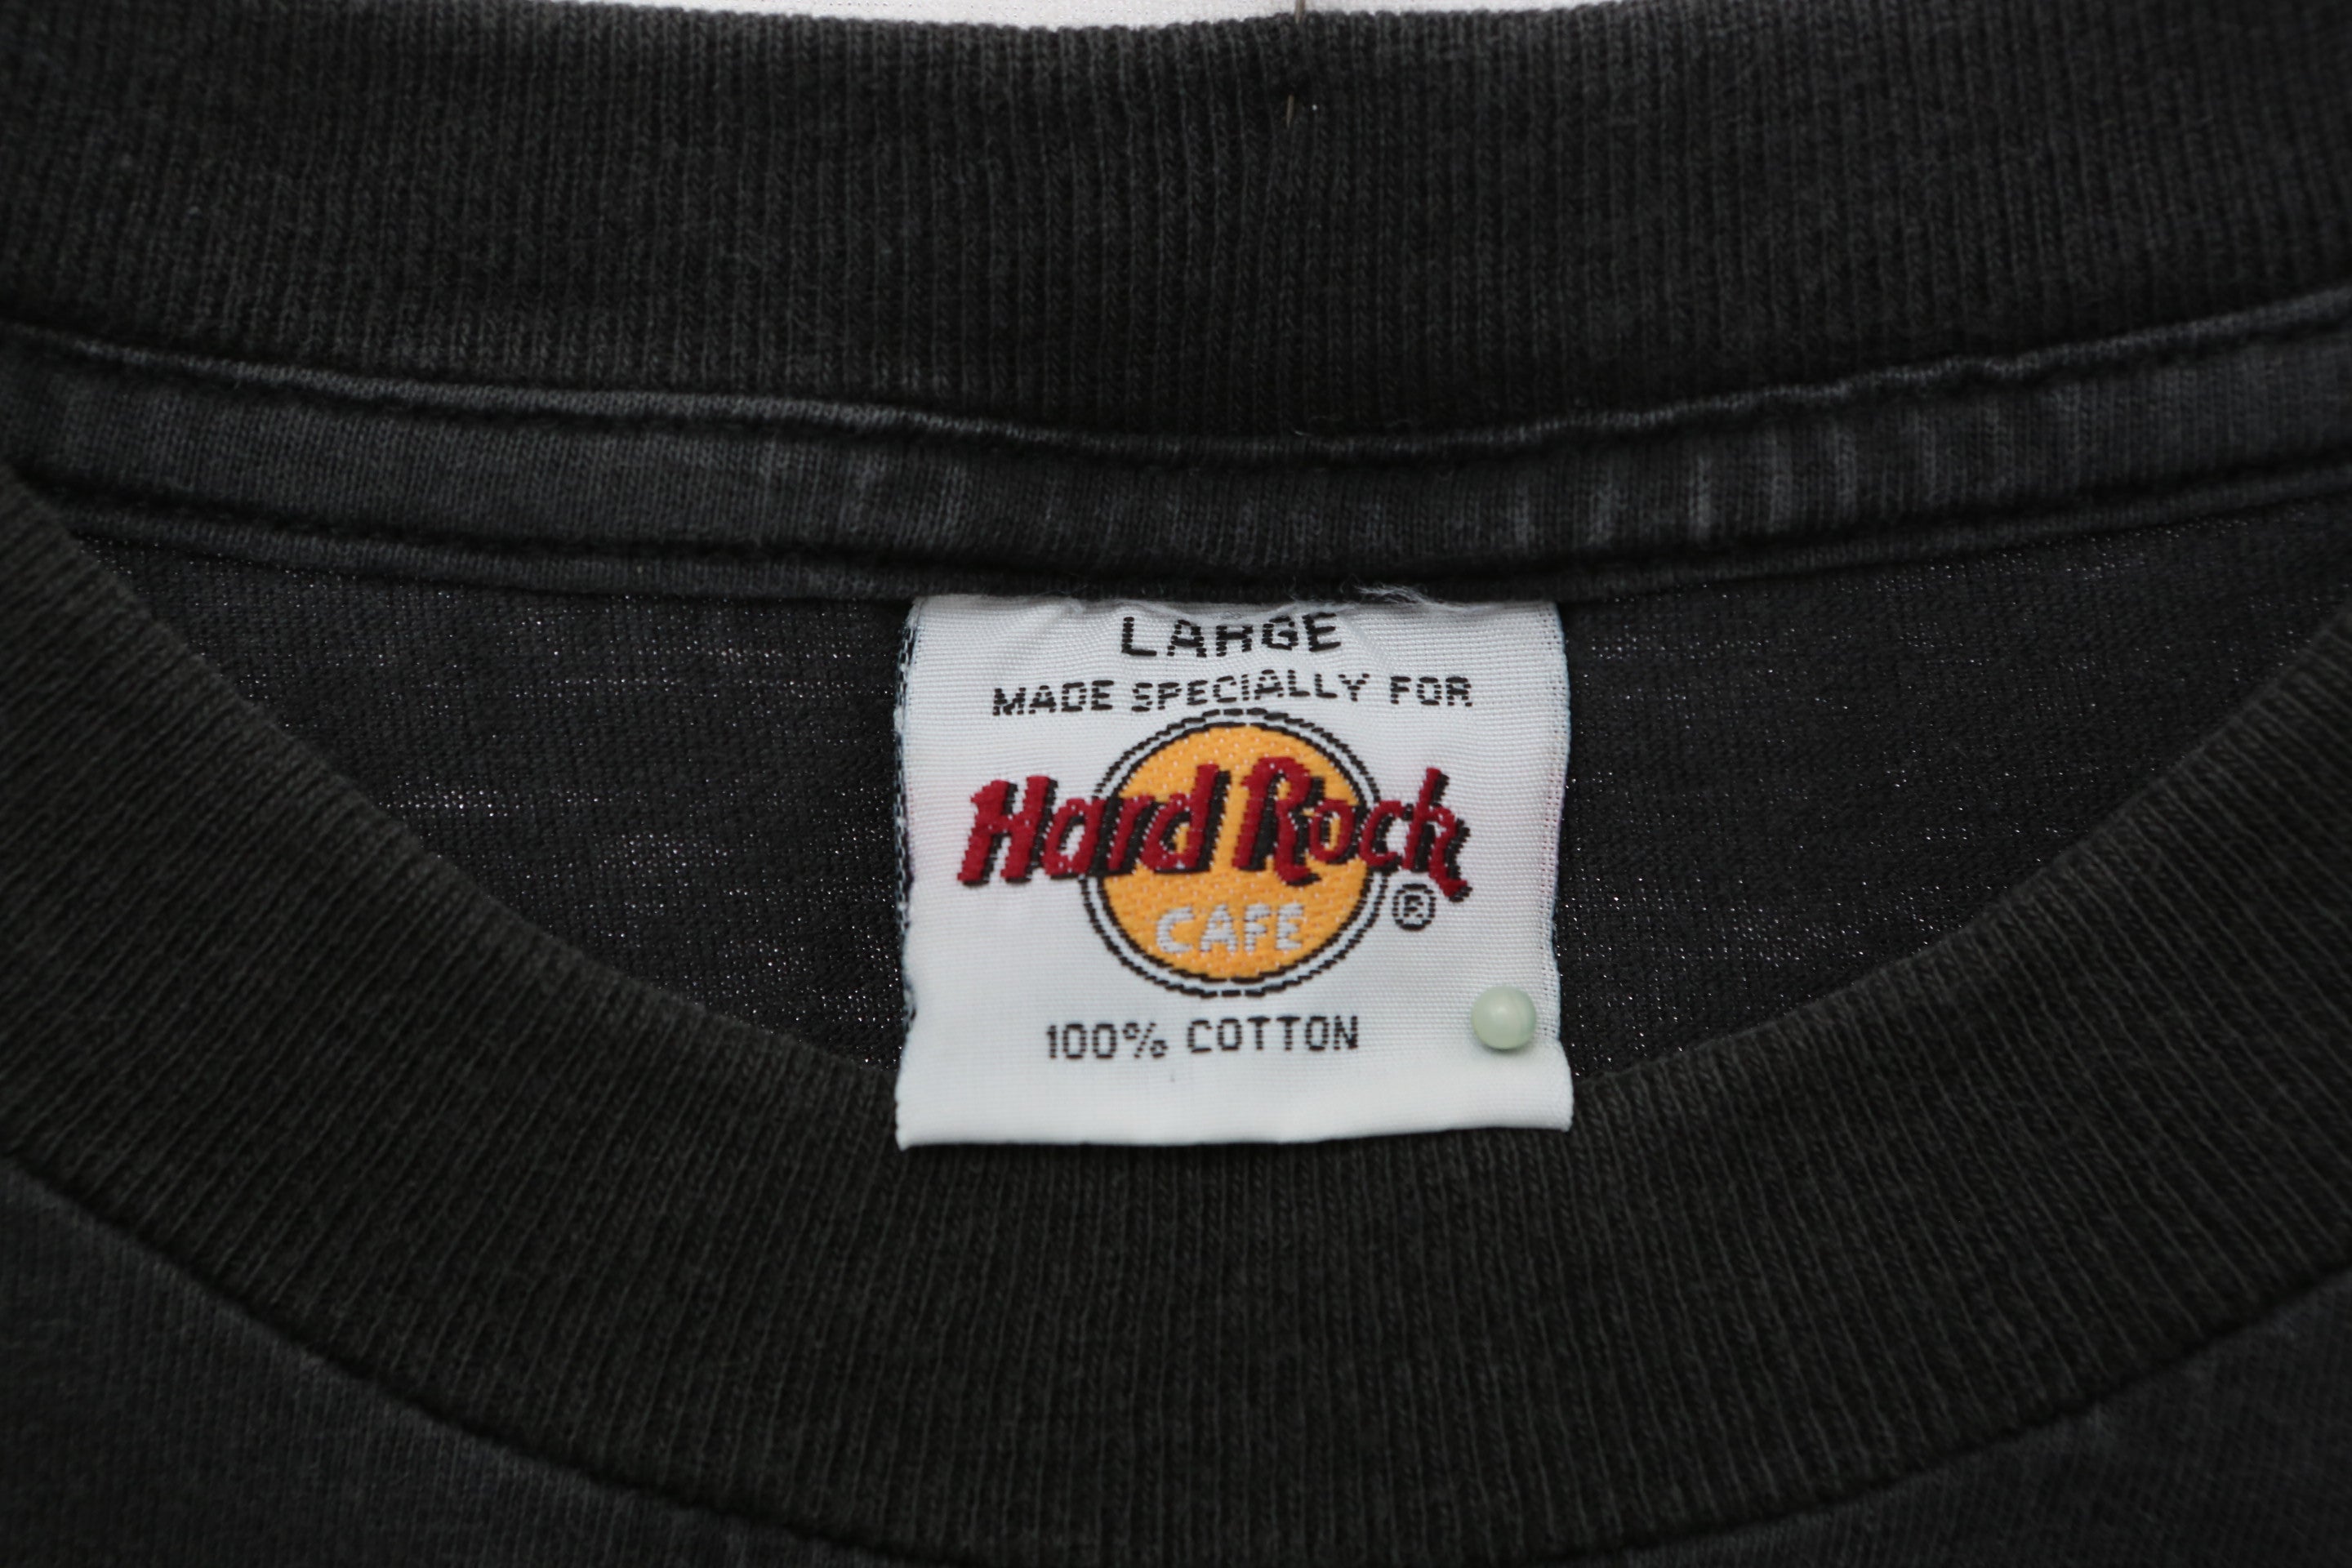 LARGE
MADE SPECIALLY FOR
Hard Rock
CAFE ®
100% COTTON